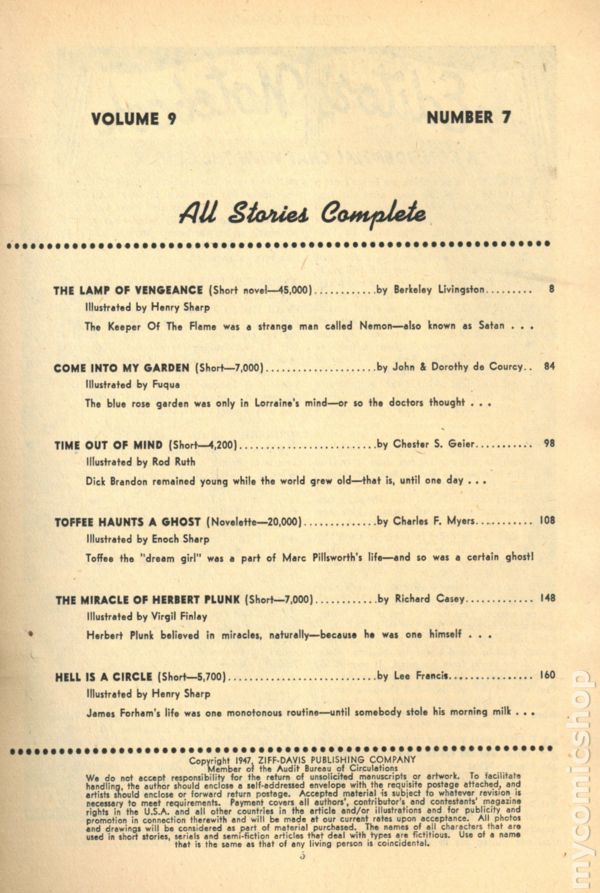 VOLUME 9 NUMBER 7
All Stories Complete
THE LAMP OF VENGEANCE (Short novel—45,000)............by Berkeley Livingston......... 8
Illustrated by Henry Sharp
The Keeper Of The Flame was a strange man called Nemon—also known as Satan . . .
COME INTO MY GARDEN (Short—7,000).....................by John & Dorothy de Courcy.. 84
Illustrated by Fuqua
The blue rose garden was only in Lorraine's mind—or so the doctors thought . . .
TIME OUT OF MIND (Short—4,200)..........................by Chester S. Geier........... 98
Illustrated by Rod Ruth
Dick Brandon remained young while the world grew old—that is, until one day . . .
TOFFEE HAUNTS A GHOST (Novelette—20,000)..............by Charles F. Myers........... 108
Illustrated by Enoch Sharp
Toffee the "dream girl" was a part of Marc Pillsworth's life—and so was a certain ghost!
THE MIRACLE OF HERBERT PLUNK (Short—7,000)............by Richard Casey............. 148
Illustrated by Virgil Finlay
Herbert Plunk believed in miracles, naturally—because he was one himself . . .
HELL IS A CIRCLE (Short—5,700)............................by Lee Francis................ 160
Illustrated by Henry Sharp
James Forham's life was one monotonous routine—until somebody stole his morning milk . . .
Copyright 1947, ZIFF-DAVIS PUBLISHING COMPANY
Member of the Audit Bureau of Circulations
We do not accept responsibility for the return of unsolicited manuscripts or artwork. To facilitate
handling, the author should enclose a self-addressed envelope with the requisite postage attached, and
artists should enclose or forward return postage. Accepted material is subject to whatever revision is
necessary to meet requirements. Payment covers all authors', contributor's and contestants' magazine
rights in the U.S.A. and all other countries in the article and/or illustrations and for publicity and
promotion in connection therewith and will be made at our current rates upon acceptance. All photos
and drawings will be considered as part of material purchased. The names of all characters that are
used in short stories, serials and semi-fiction articles that deal with types are fictitious. Use of a name
that is the same as that of any living person is coincidental.
5
mycomicshop